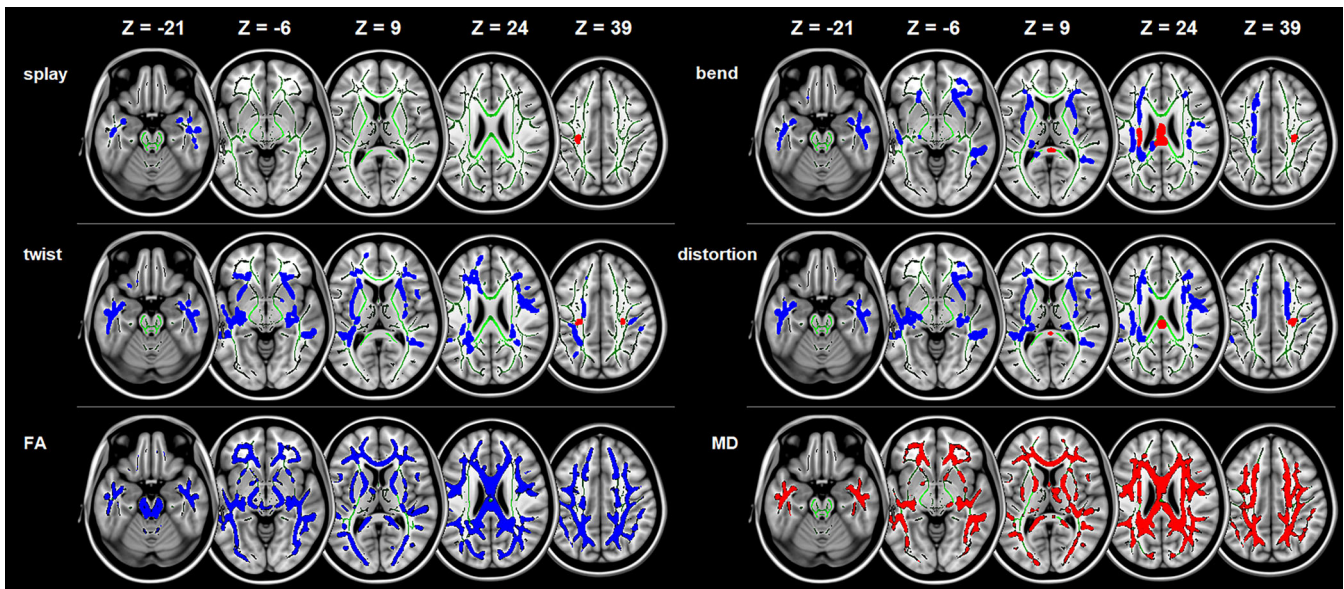 Z = -21 Z = -6 Z = 9 Z = 24 Z = 39 Z = -21 Z = -6 Z = 9 Z = 24 Z = 39
splay bend
twist distortion
FA MD